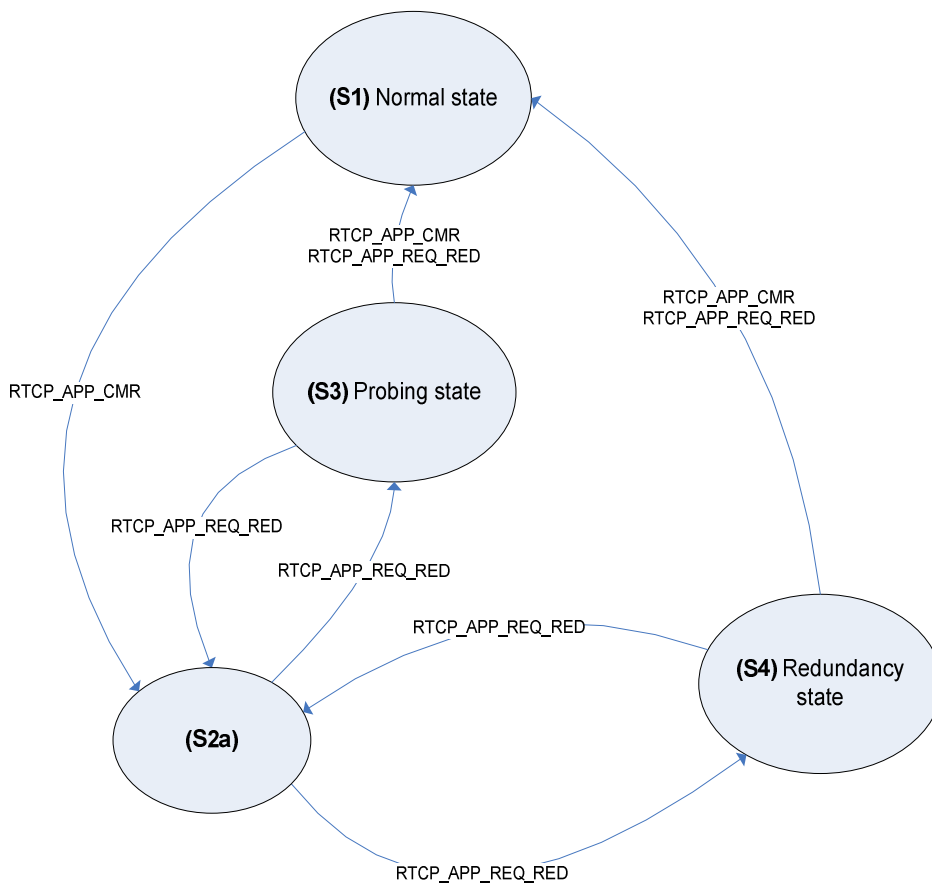 (S1) Normal state
RTCP_APP_CMR
RTCP_APP_REQ_RED
RTCP_APP_CMR
RTCP_APP_REQ_RED
(S3) Probing state
RTCP_APP_CMR
RTCP_APP_REQ_RED
RTCP_APP_REQ_RED
RTCP_APP_REQ_RED
(S4) Redundancy
state
(S2a)
RTCP_APP_REQ_RED